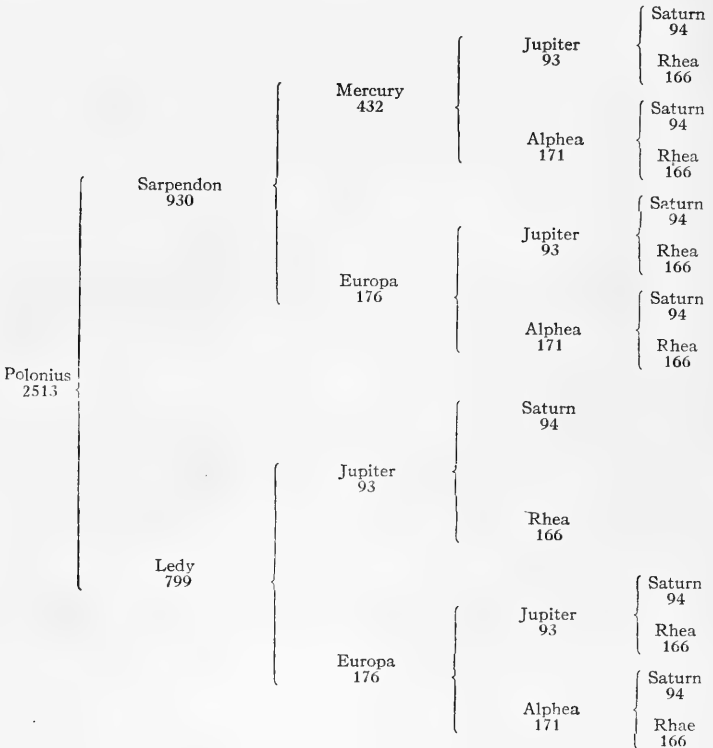 Saturn
94
Jupiter
93
Rhea
166
Mercury
432
Saturn
94
Alphea
171
Rhea
166
Sarpendon
930
Saturn
94
Jupiter
93
Rhea
166
Europa
176
Saturn
94
Alphea
171
Rhea
166
Polonius
2513
Saturn
94
Jupiter
93
Rhea
166
Ledy
799
Saturn
94
Jupiter
93
Rhea
166
Europa
176
Saturn
94
Alphea
171
Rhae
166